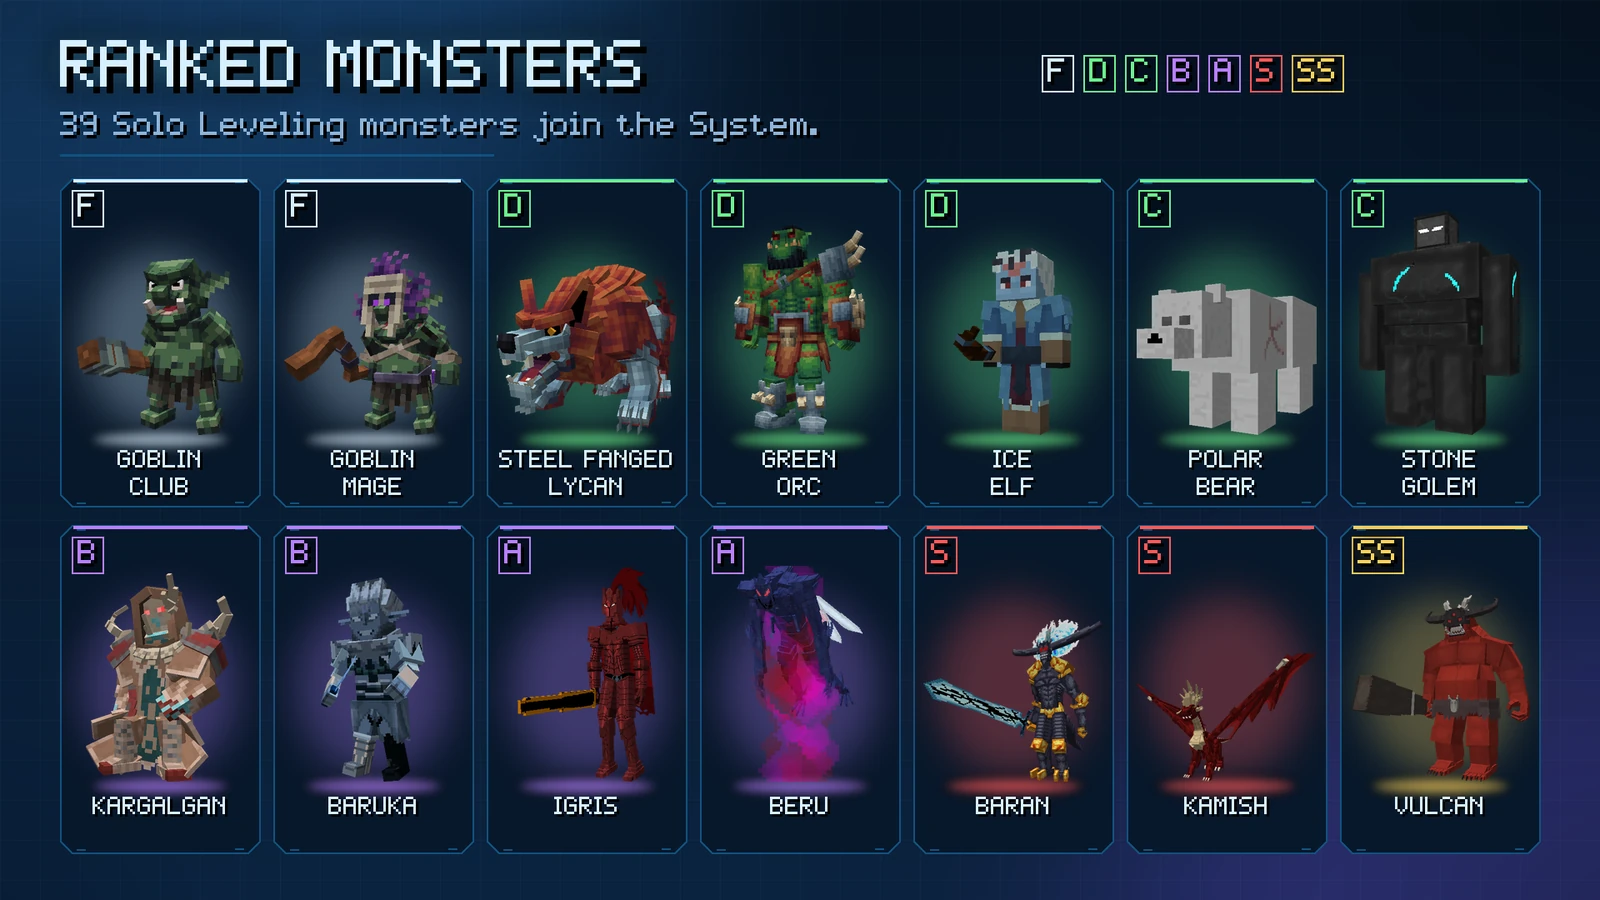 RANKED MONSTERS
39 Solo Leveling monsters join the System.
F D C B A S SS
F
GOBLIN
CLUB
F
GOBLIN
MAGE
D
STEEL FANGED
LYCAN
D
GREEN
ORC
D
ICE
ELF
C
POLAR
BEAR
C
STONE
GOLEM
B
KARGALGAN
B
BARUKA
A
IGRIS
A
BERU
S
BARAN
S
KAMISH
SS
VULCAN